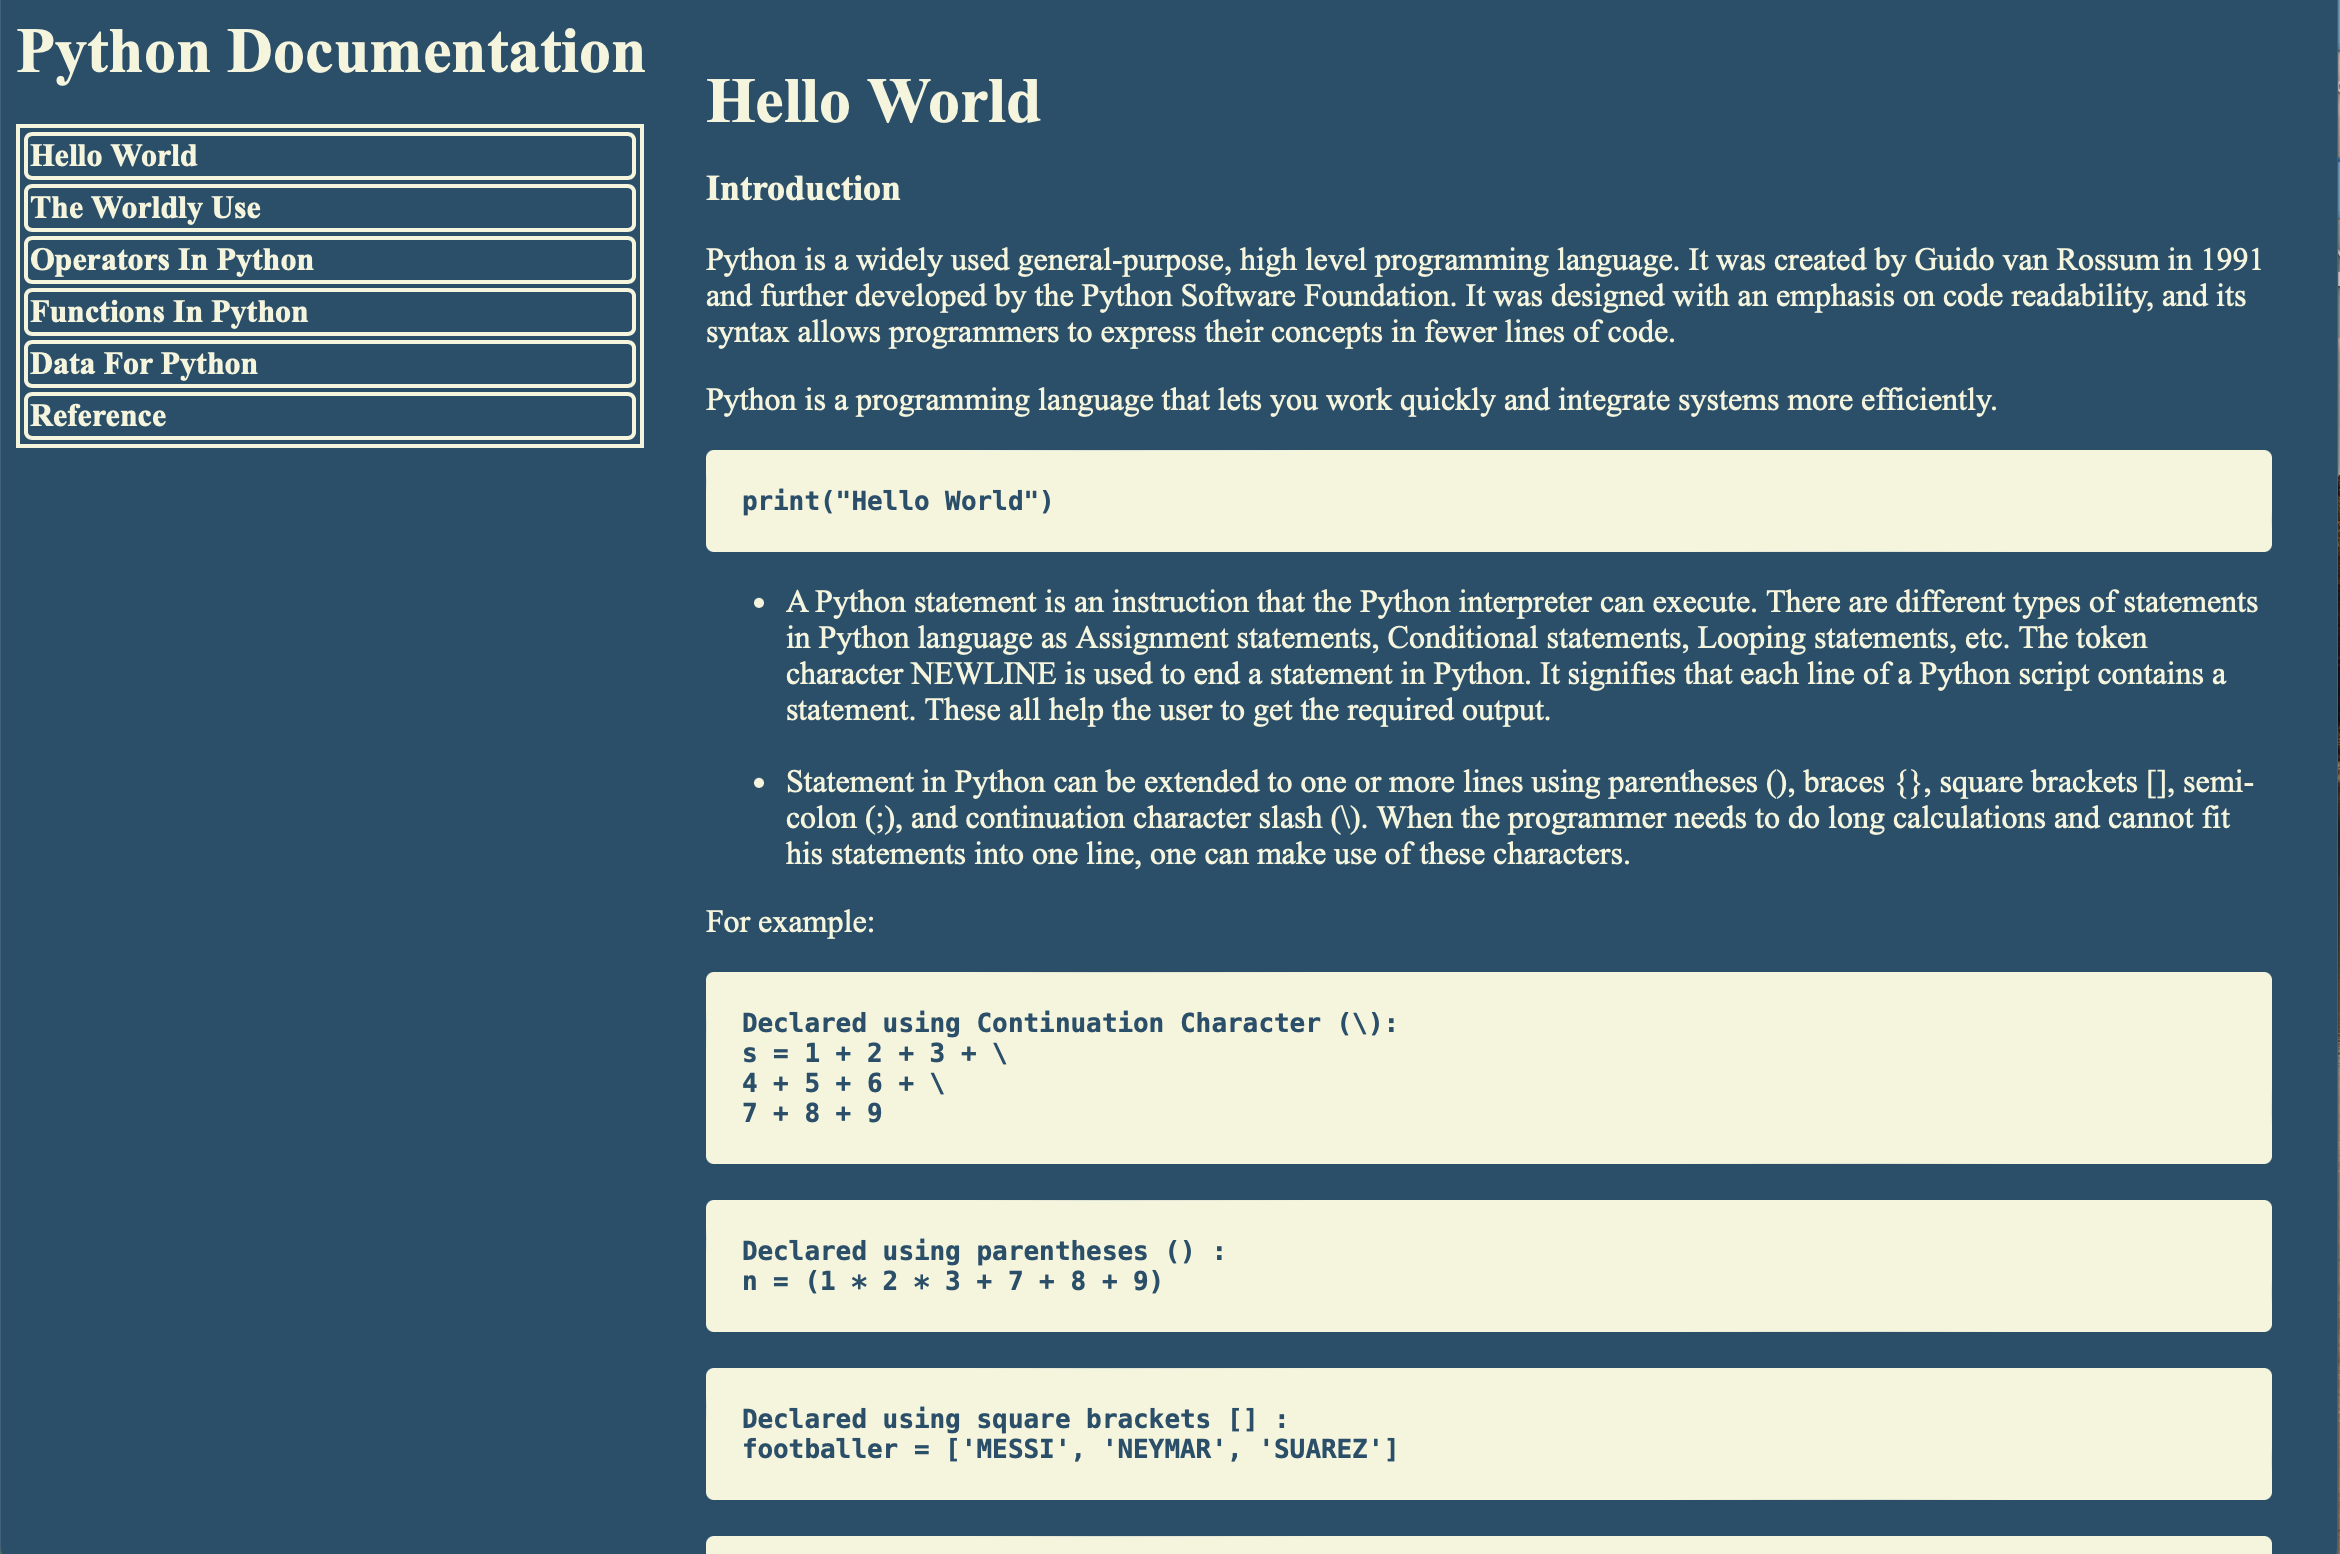 Python Documentation
Hello World
The Worldly Use
Operators In Python
Functions In Python
Data For Python
Reference
Hello World
Introduction
Python is a widely used general-purpose, high level programming language. It was created by Guido van Rossum in 1991
and further developed by the Python Software Foundation. It was designed with an emphasis on code readability, and its
syntax allows programmers to express their concepts in fewer lines of code.
Python is a programming language that lets you work quickly and integrate systems more efficiently.
print("Hello World")
• A Python statement is an instruction that the Python interpreter can execute. There are different types of statements
in Python language as Assignment statements, Conditional statements, Looping statements, etc. The token
character NEWLINE is used to end a statement in Python. It signifies that each line of a Python script contains a
statement. These all help the user to get the required output.
• Statement in Python can be extended to one or more lines using parentheses (), braces {}, square brackets [], semi-
colon (;), and continuation character slash (\). When the programmer needs to do long calculations and cannot fit
his statements into one line, one can make use of these characters.
For example:
Declared using Continuation Character (\):
s = 1 + 2 + 3 + \
4 + 5 + 6 + \
7 + 8 + 9
Declared using parentheses () :
n = (1 * 2 * 3 + 7 + 8 + 9)
Declared using square brackets [] :
footballer = ['MESSI', 'NEYMAR', 'SUAREZ']